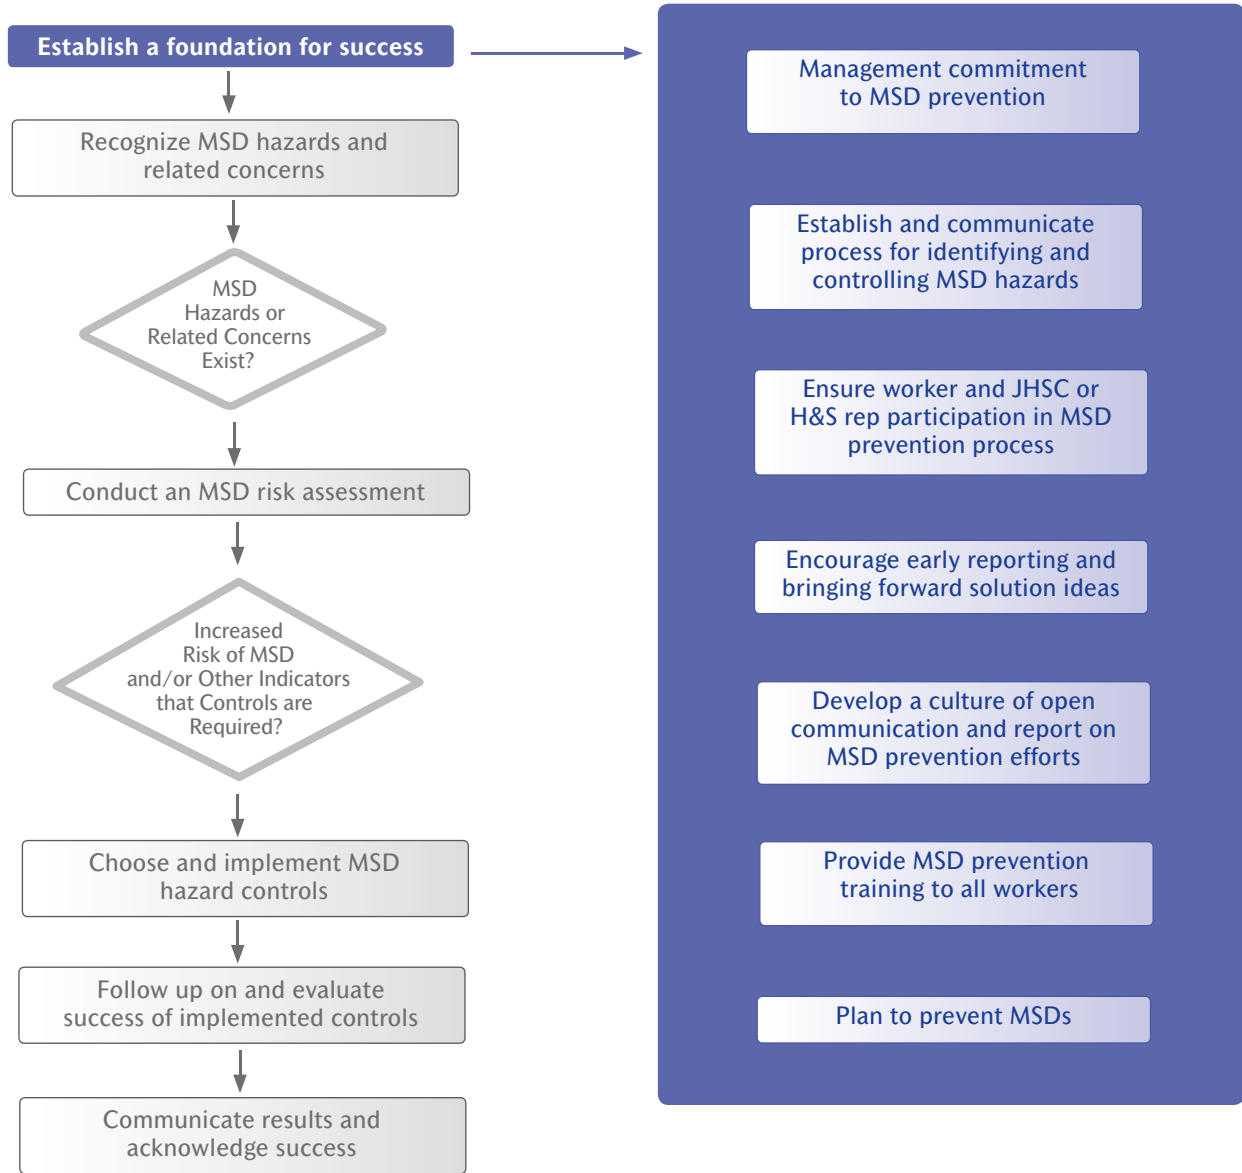 Establish a foundation for success
Recognize MSD hazards and
related concerns
MSD
Hazards or
Related Concerns
Exist?
Conduct an MSD risk assessment
Increased
Risk of MSD
and/or Other Indicators
that Controls are
Required?
Choose and implement MSD
hazard controls
Follow up on and evaluate
success of implemented controls
Communicate results and
acknowledge success
Management commitment
to MSD prevention
Establish and communicate
process for identifying and
controlling MSD hazards
Ensure worker and JHSC or
H&S rep participation in MSD
prevention process
Encourage early reporting and
bringing forward solution ideas
Develop a culture of open
communication and report on
MSD prevention efforts
Provide MSD prevention
training to all workers
Plan to prevent MSDs